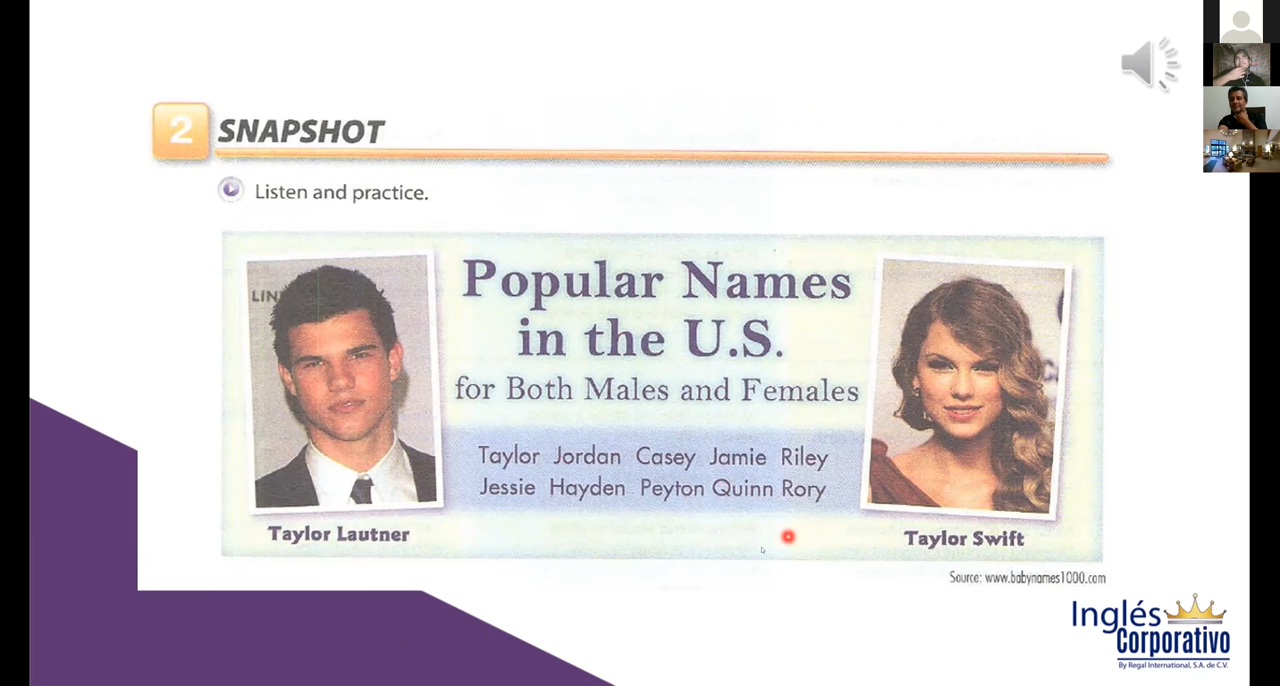 2 SNAPSHOT
Listen and practice.
LIN
Popular Names
in the U.S.
for Both Males and Females
Taylor Jordan Casey Jamie Riley
Jessie Hayden Peyton Quinn Rory
Taylor Lautner
Taylor Swift
Source: www.babynames1000.com
Inglés
Corporativo
By Regal International, S.A. de C.V.